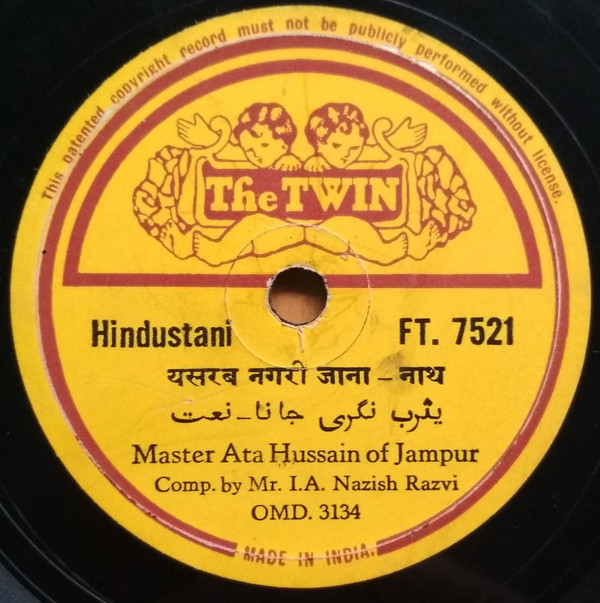 This patented copyright record must not be publicly performed without license.
The TWIN
Hindustani FT. 7521
यसरब नगरी जाना – नाथ
یثرب نگری جانا - نعت
Master Ata Hussain of Jampur
Comp. by Mr. I.A. Nazish Razvi
OMD. 3134
MADE IN INDIA.